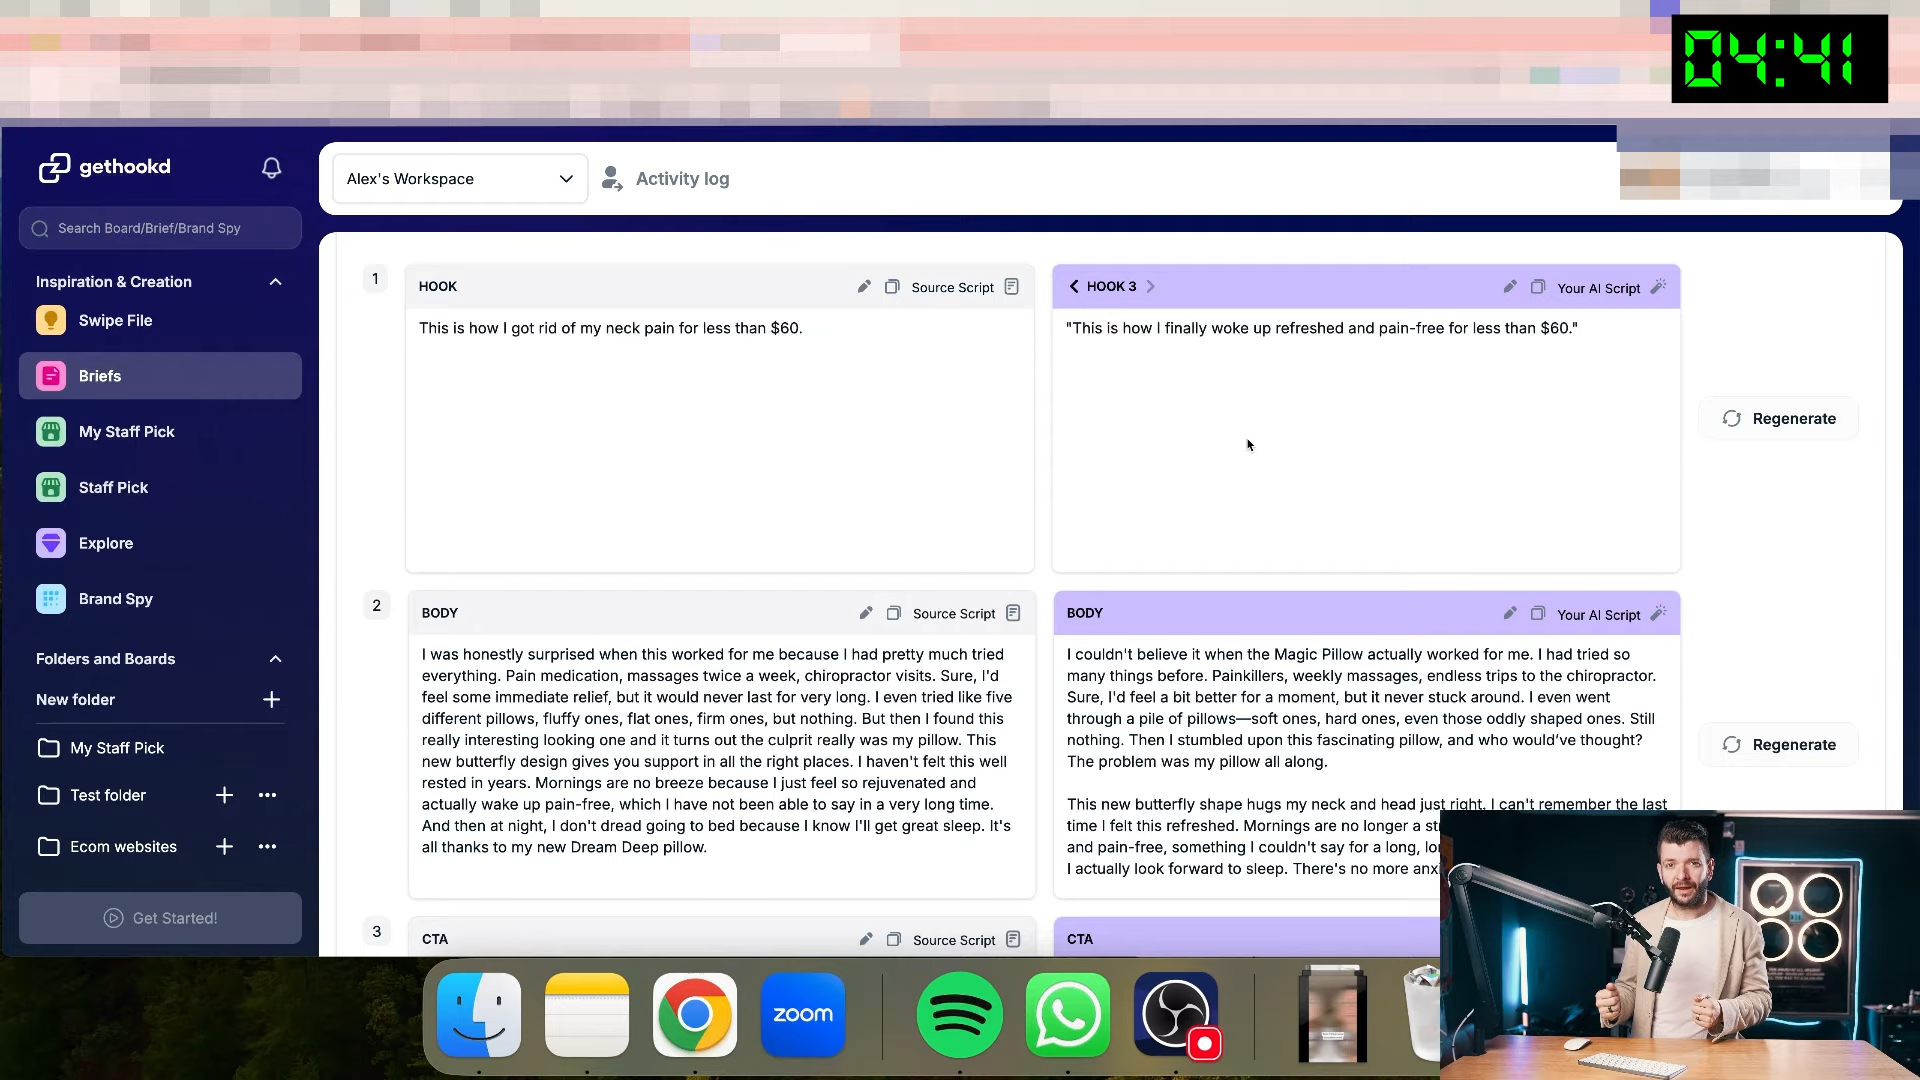 04:41
gethookd
Alex's Workspace
Activity log
Search Board/Brief/Brand Spy
Inspiration & Creation
Swipe File
Briefs
My Staff Pick
Staff Pick
Explore
Brand Spy
Folders and Boards
New folder
My Staff Pick
Test folder
Ecom websites
Get Started!
1
HOOK
Source Script
This is how I got rid of my neck pain for less than $60.
HOOK 3
Your AI Script
"This is how I finally woke up refreshed and pain-free for less than $60."
Regenerate
2
BODY
Source Script
I was honestly surprised when this worked for me because I had pretty much tried
everything. Pain medication, massages twice a week, chiropractor visits. Sure, I'd
feel some immediate relief, but it would never last for very long. I even tried like five
different pillows, fluffy ones, flat ones, firm ones, but nothing. But then I found this
really interesting looking one and it turns out the culprit really was my pillow. This
new butterfly design gives you support in all the right places. I haven't felt this well
rested in years. Mornings are no breeze because I just feel so rejuvenated and
actually wake up pain-free, which I have not been able to say in a very long time.
And then at night, I don't dread going to bed because I know I'll get great sleep. It's
all thanks to my new Dream Deep pillow.
BODY
Your AI Script
I couldn't believe it when the Magic Pillow actually worked for me. I had tried so
many things before. Painkillers, weekly massages, endless trips to the chiropractor.
Sure, I'd feel a bit better for a moment, but it never stuck around. I even went
through a pile of pillows—soft ones, hard ones, even those oddly shaped ones. Still
nothing. Then I stumbled upon this fascinating pillow, and who would've thought?
The problem was my pillow all along.
This new butterfly shape hugs my neck and head just right. I can't remember the last
time I felt this refreshed. Mornings are no longer a
and pain-free, something I couldn't say for a long,
I actually look forward to sleep. There's no more
Regenerate
3
CTA
Source Script
CTA
zoom